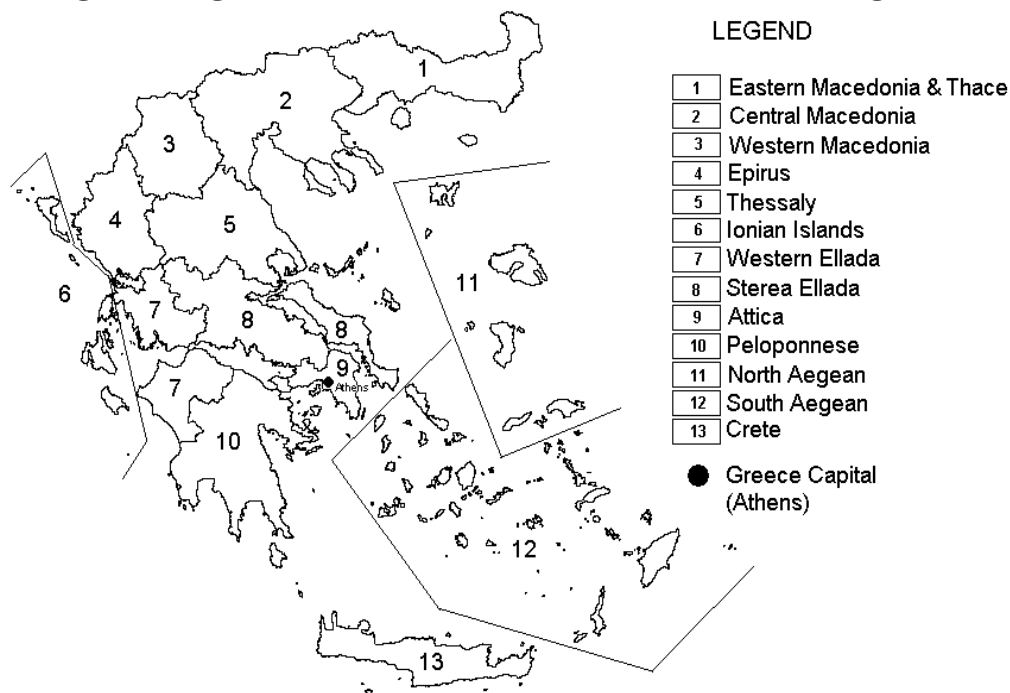 LEGEND
1 Eastern Macedonia & Thace
2 Central Macedonia
3 Western Macedonia
4 Epirus
5 Thessaly
6 Ionian Islands
7 Western Ellada
8 Sterea Ellada
9 Attica
10 Peloponnese
11 North Aegean
12 South Aegean
13 Crete
Greece Capital
(Athens)
1
2
3
4
5
6
7
8
8
9
Athens
7
10
11
12
13